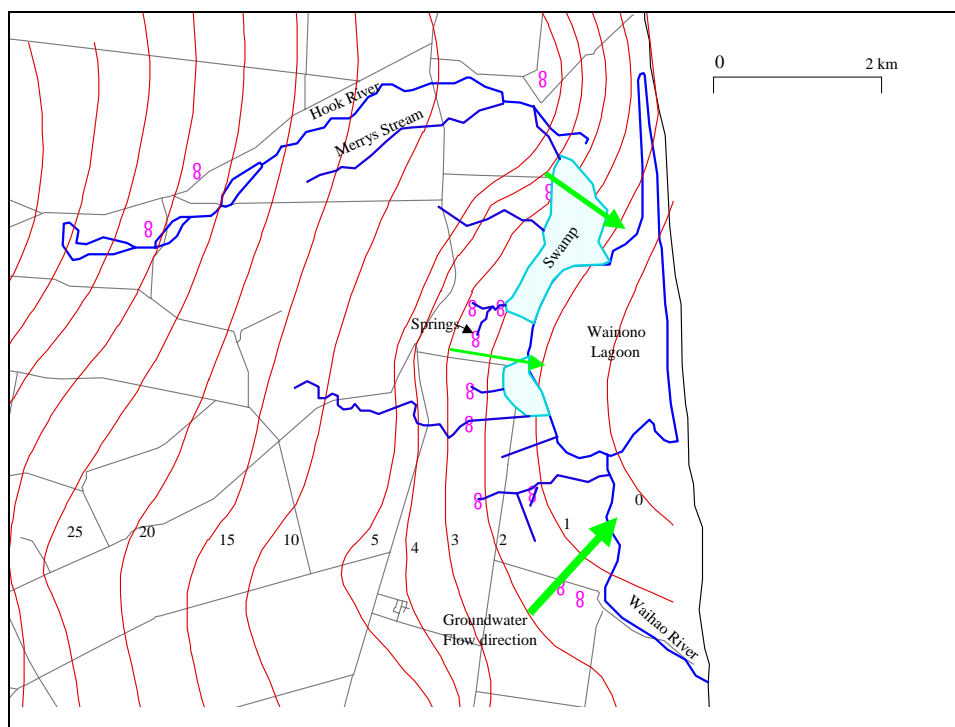 0
2 km
Hook River
Merrys Stream
Swamp
Springs
Wainono
Lagoon
0
25
20
15
10
5
4
3
2
1
Groundwater
Flow direction
Waihao River